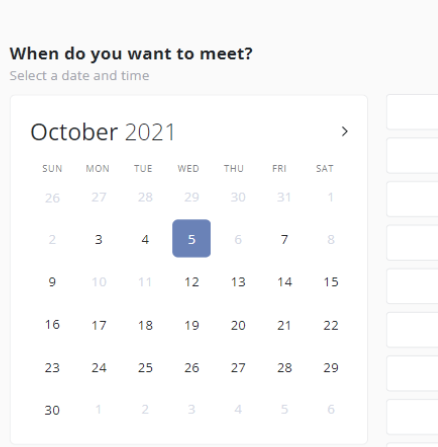 When do you want to meet?
Select a date and time
October 2021 >
SUN MON TUE WED THU FRI SAT
26 27 28 29 30 31 1
2 3 4 5 6 7 8
9 10 11 12 13 14 15
16 17 18 19 20 21 22
23 24 25 26 27 28 29
30 1 2 3 4 5 6